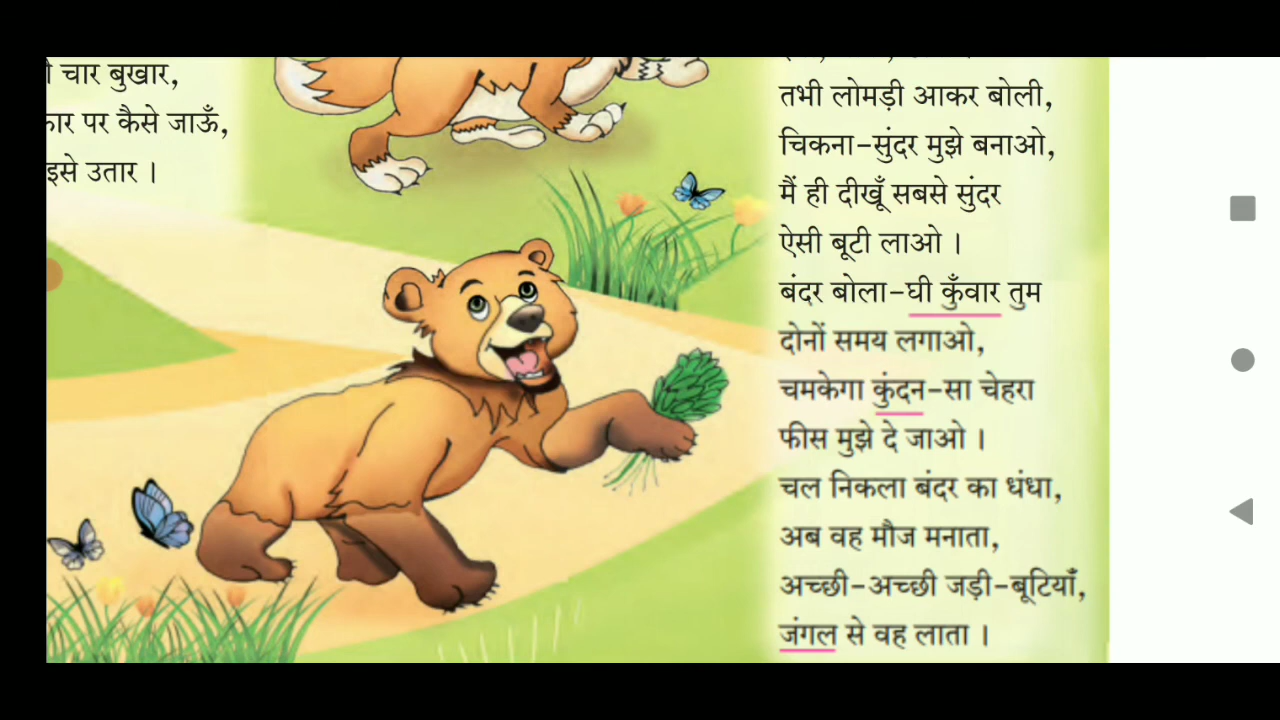 चार बुखार,
पर कैसे जाऊँ,
इसे उतार ।
तभी लोमड़ी आकर बोली,
चिकना-सुंदर मुझे बनाओ,
मैं ही दीखूँ सबसे सुंदर
ऐसी बूटी लाओ ।
बंदर बोला-घी कुँवार तुम
दोनों समय लगाओ,
चमकेगा कुंदन-सा चेहरा
फीस मुझे दे जाओ ।
चल निकला बंदर का धंधा,
अब वह मौज मनाता,
अच्छी-अच्छी जड़ी-बूटियाँ,
जंगल से वह लाता ।